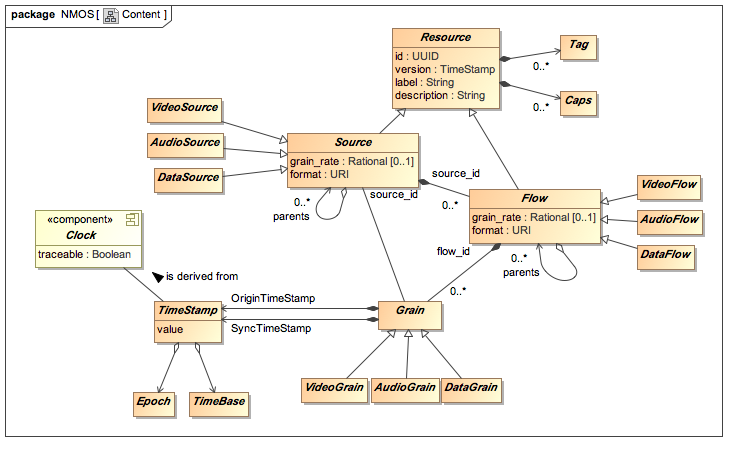 package NMOS [ Content ]
Resource
id : UUID
version : TimeStamp
label : String
description : String
Tag
0..*
Caps
0..*
VideoSource
AudioSource
DataSource
Source
grain_rate : Rational [0..1]
format : URI
source_id
source_id
0..*
0..*
parents
Flow
grain_rate : Rational [0..1]
format : URI
VideoFlow
AudioFlow
DataFlow
«component»
Clock
traceable : Boolean
flow_id
0..*
parents
is derived from
0..*
OriginTimeStamp
SyncTimeStamp
TimeStamp
value
Grain
VideoGrain
AudioGrain
DataGrain
Epoch
TimeBase